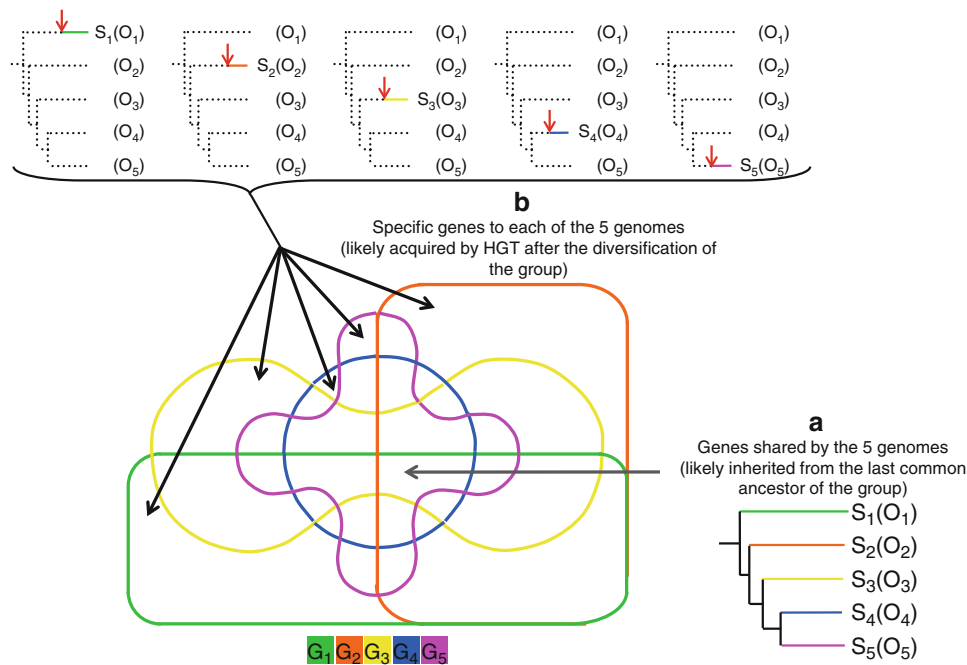 S1(O1) (O1) (O1) (O1) (O1)
(O2) S2(O2) (O2) (O2) (O2)
(O3) (O3) S3(O3) (O3) (O3)
(O4) (O4) (O4) S4(O4) (O4)
(O5) (O5) (O5) (O5) S5(O5)
b
Specific genes to each of the 5 genomes
(likely acquired by HGT after the diversification of
the group)
a
Genes shared by the 5 genomes
(likely inherited from the last common
ancestor of the group)
S1(O1)
S2(O2)
S3(O3)
S4(O4)
S5(O5)
G1 G2 G3 G4 G5